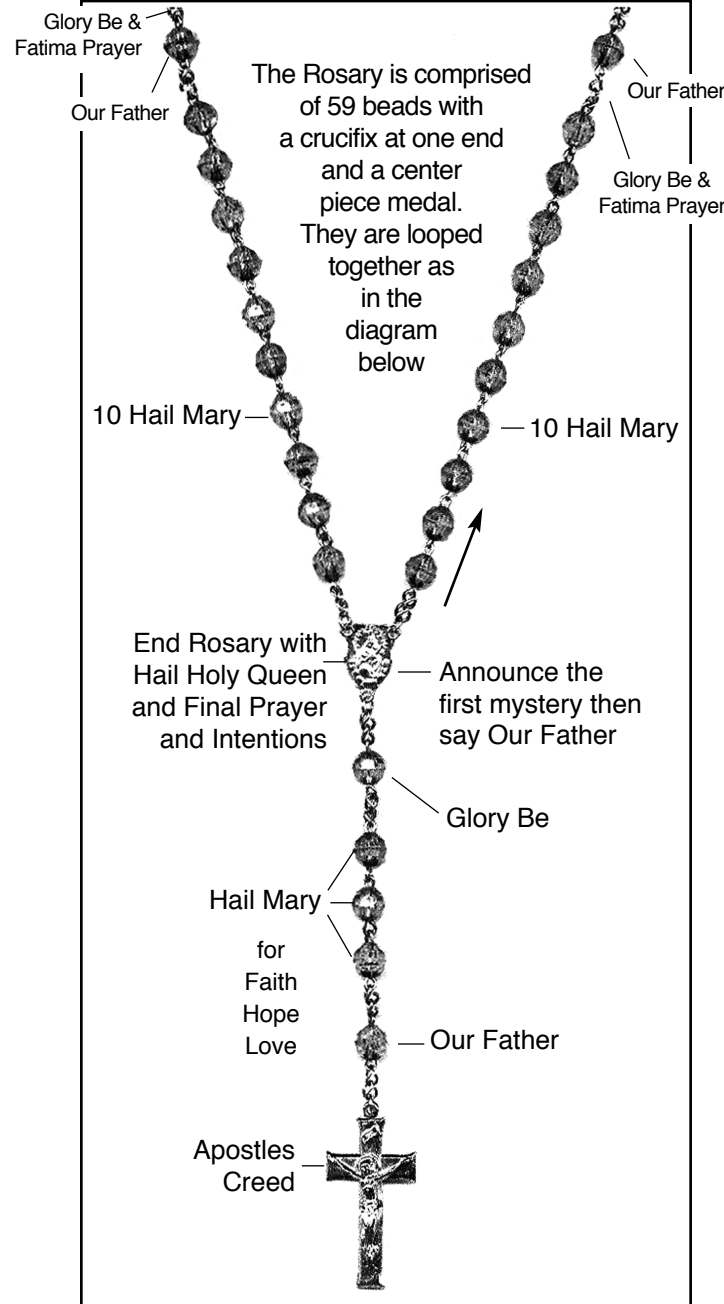 Glory Be &
Fatima Prayer
Our Father
The Rosary is comprised
of 59 beads with
a crucifix at one end
and a center
piece medal.
They are looped
together as
in the
diagram
below
Our Father
Glory Be &
Fatima Prayer
10 Hail Mary
10 Hail Mary
End Rosary with
Hail Holy Queen
and Final Prayer
and Intentions
Announce the
first mystery then
say Our Father
Glory Be
Hail Mary
for
Faith
Hope
Love
Our Father
Apostles
Creed